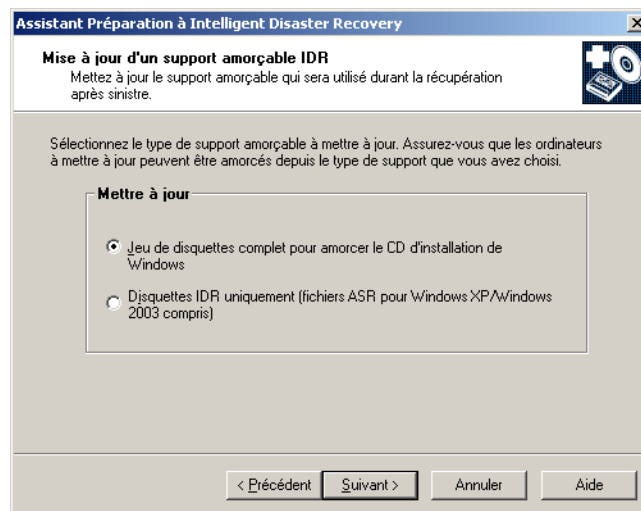 Assistant Préparation à Intelligent Disaster Recovery
Mise à jour d'un support amorçable IDR
Mettez à jour le support amorçable qui sera utilisé durant la récupération
après sinistre.
Sélectionnez le type de support amorçable à mettre à jour. Assurez-vous que les ordinateurs
à mettre à jour peuvent être amorcés depuis le type de support que vous avez choisi.
Mettre à jour
Jeu de disquettes complet pour amorcer le CD d'installation de
Windows
Disquettes IDR uniquement (fichiers ASR pour Windows XP/Windows
2003 compris)
< Précédent Suivant > Annuler Aide